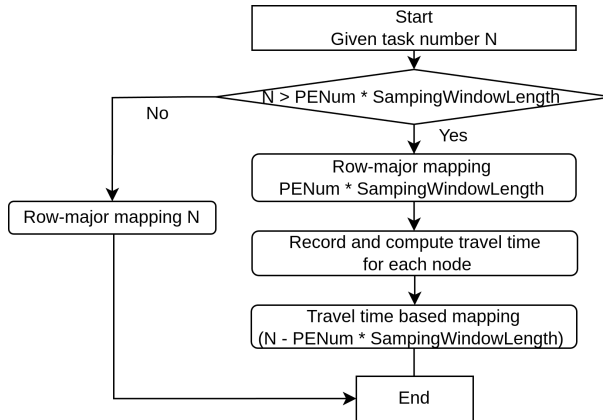 Start
Given task number N
N > PENum * SampingWindowLength
No
Yes
Row-major mapping
PENum * SampingWindowLength
Row-major mapping N
Record and compute travel time
for each node
Travel time based mapping
(N - PENum * SampingWindowLength)
End